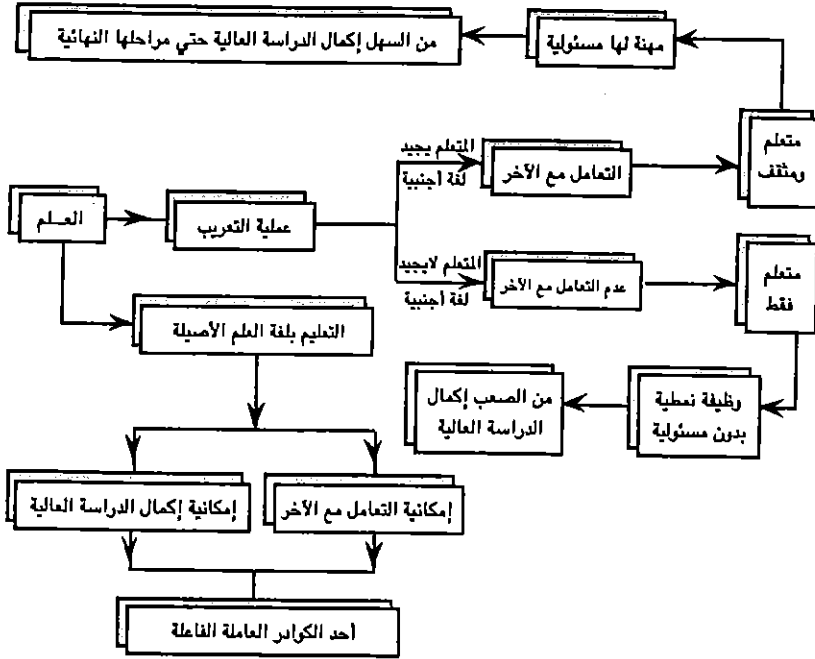 من السهل إكمال الدراسة العالية حتي مراحلها النهائية
مهنة لها مسئولية
متعلم
ومثقف
المتعلم يجيد
لغة أجنبية
التعامل مع الآخر
العلم
عملية التعريب
المتعلم لايجيد
لغة أجنبية
عدم التعامل مع الآخر
متعلم
فقط
التعليم بلغة العلم الأصيلة
وظيفة نمطية
بدون مسئولية
من الصعب إكمال
الدراسة العالية
إمكانية التعامل مع الآخر
إمكانية إكمال الدراسة العالية
أحد الكوادر العاملة الفاعلة